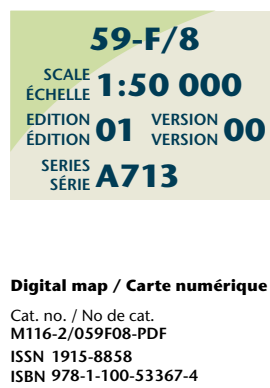 59-F/8
SCALE
ÉCHELLE 1:50 000
EDITION
ÉDITION 01 VERSION
VERSION 00
SERIES
SÉRIE A713
Digital map / Carte numérique
Cat. no. / No de cat.
M116-2/059F08-PDF
ISSN 1915-8858
ISBN 978-1-100-53367-4